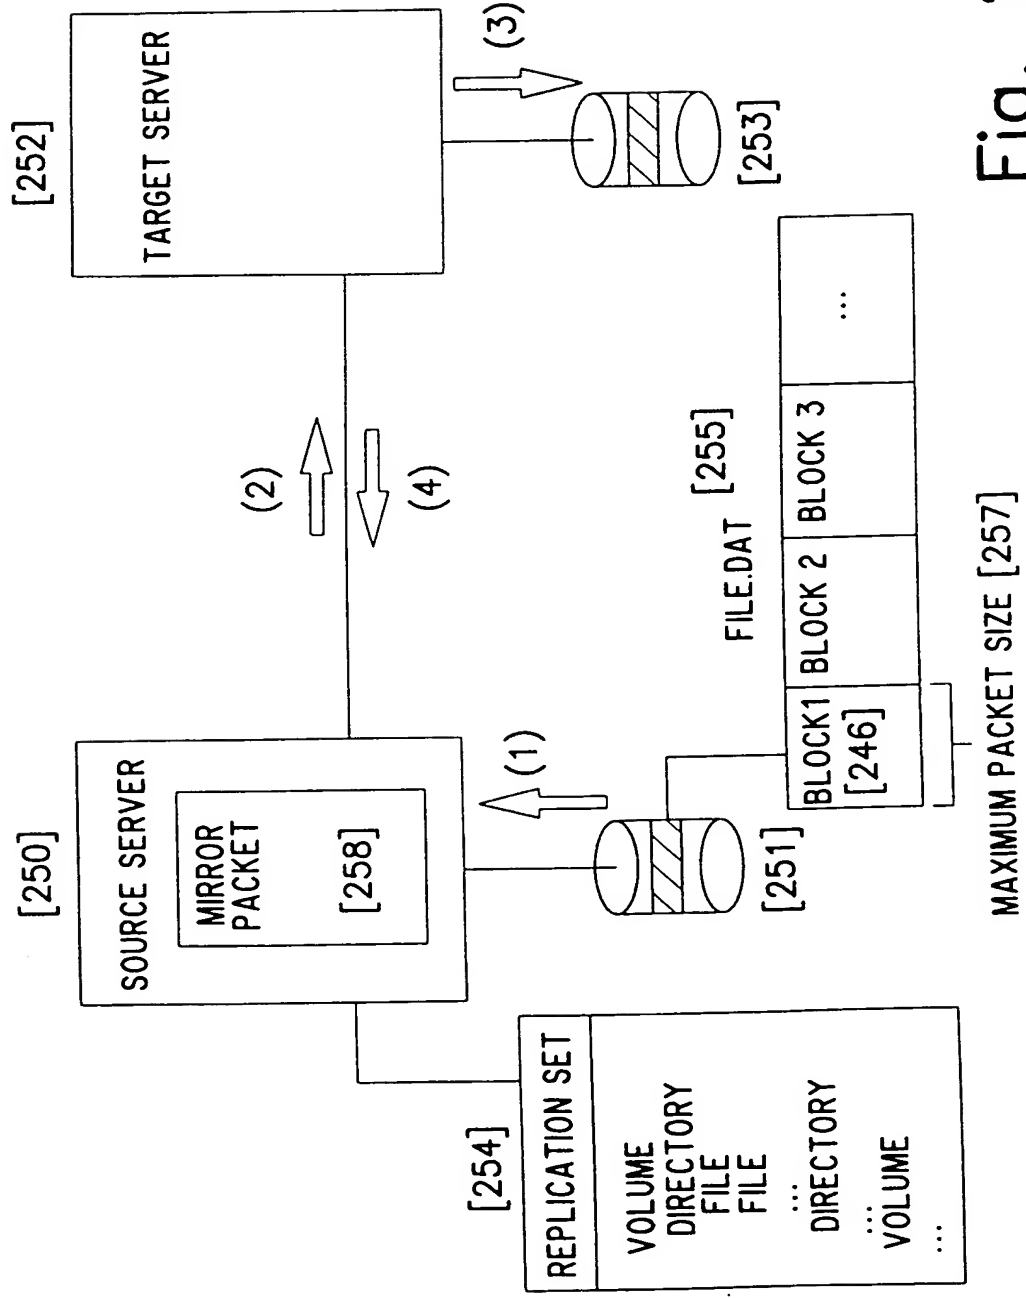 [250]
SOURCE SERVER
MIRROR
PACKET
[258]
(2)
(4)
[252]
TARGET SERVER
(3)
[253]
(1)
[251]
[254]
REPLICATION SET
VOLUME
DIRECTORY
FILE
FILE
...
DIRECTORY
...
VOLUME
...
FILE.DAT [255]
BLOCK1 BLOCK 2 BLOCK 3 ...
[246]
MAXIMUM PACKET SIZE [257]
Fig.